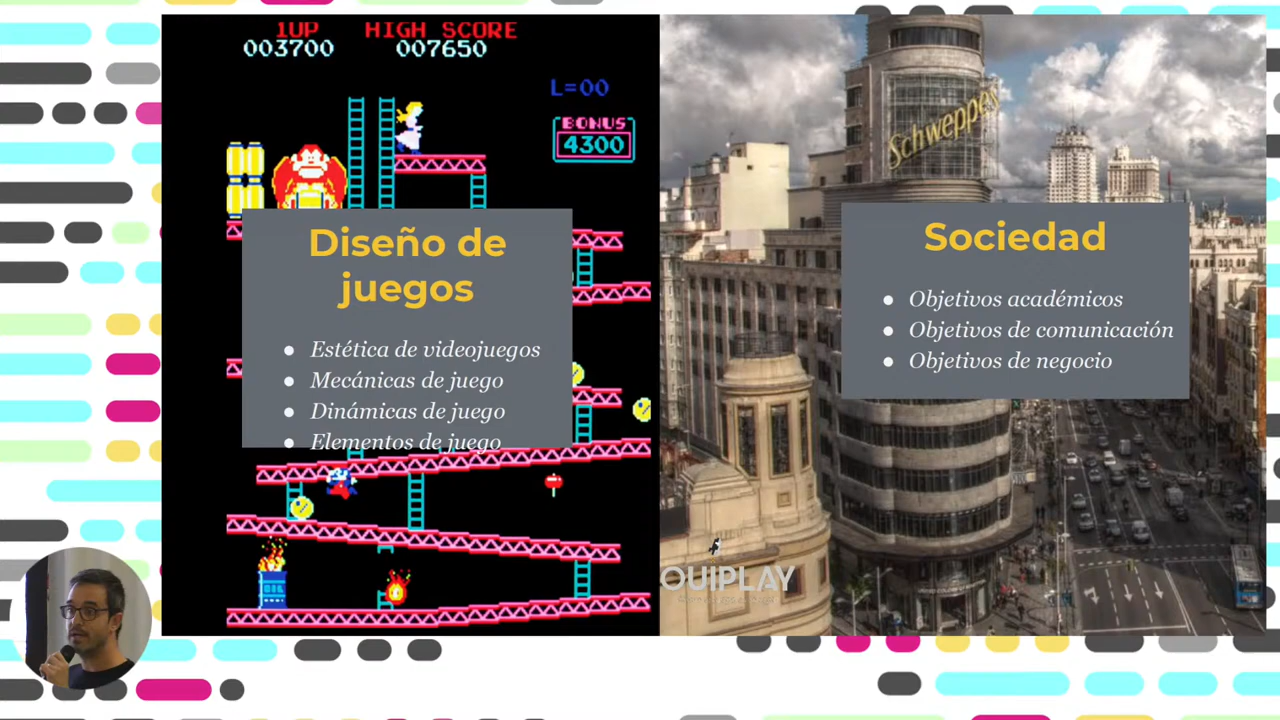 1UP HIGH SCORE
003700 007650
L=00
BONUS
4300
Diseño de
juegos
● Estética de videojuegos
● Mecánicas de juego
● Dinámicas de juego
● Elementos de juego
OIL
Schweppes
Sociedad
● Objetivos académicos
● Objetivos de comunicación
● Objetivos de negocio
OUIPLAY